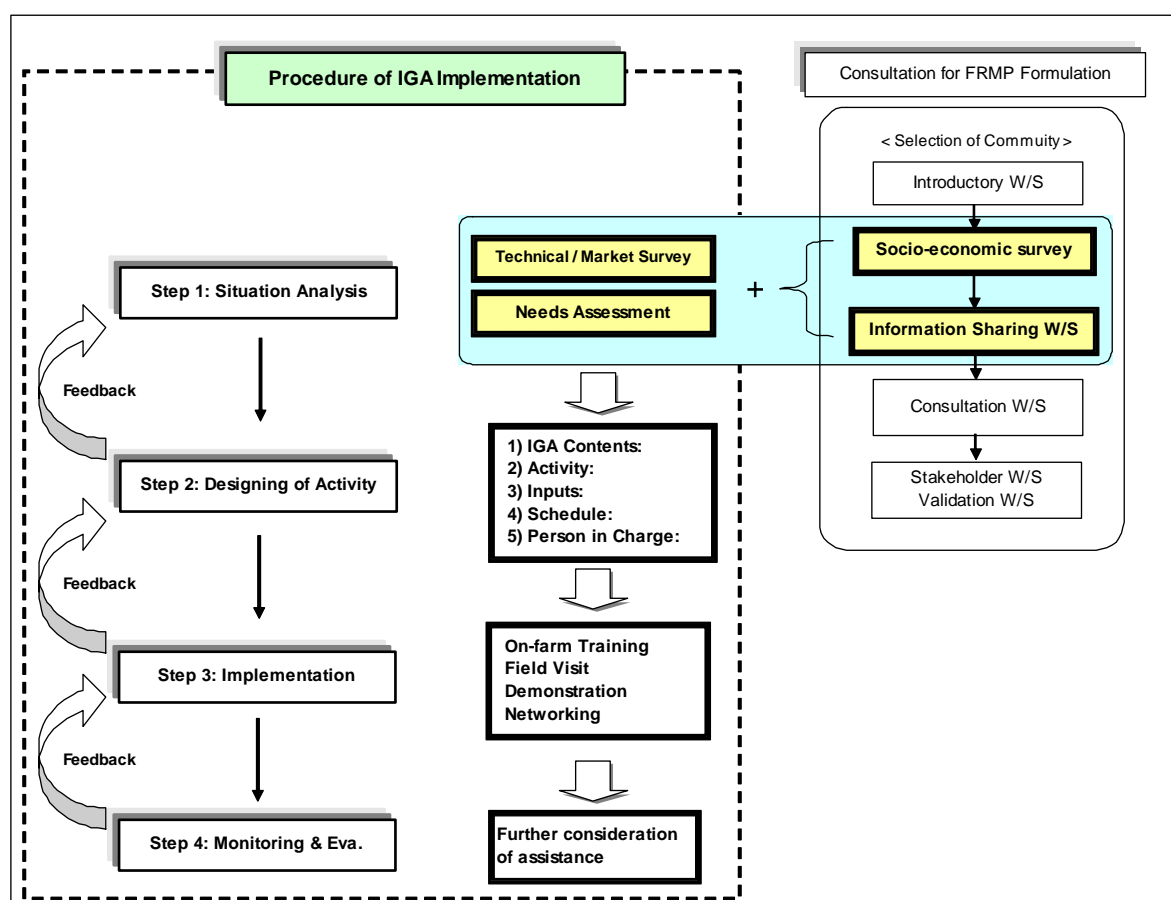 Procedure of IGA Implementation
Consultation for FRMP Formulation
< Selection of Commuity >
Introductory W/S
Socio-economic survey
Information Sharing W/S
Consultation W/S
Stakeholder W/S
Validation W/S
Technical / Market Survey
Needs Assessment
+
Step 1: Situation Analysis
Feedback
Step 2: Designing of Activity
Feedback
Step 3: Implementation
Feedback
Step 4: Monitoring & Eva.
1) IGA Contents:
2) Activity:
3) Inputs:
4) Schedule:
5) Person in Charge:
On-farm Training
Field Visit
Demonstration
Networking
Further consideration
of assistance